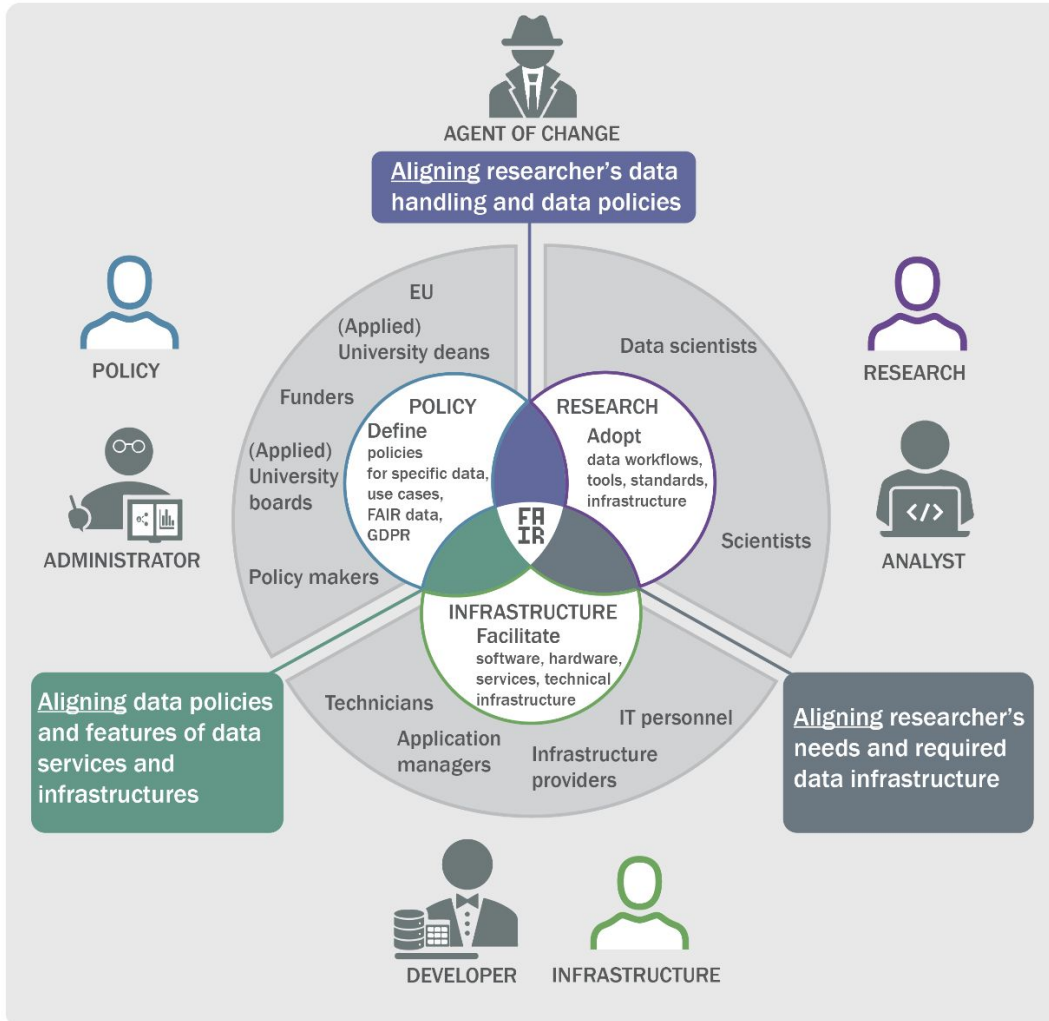 AGENT OF CHANGE
Aligning researcher's data
handling and data policies
EU
(Applied)
University deans
Funders
(Applied)
University
boards
Policy makers
POLICY
ADMINISTRATOR
POLICY
Define
policies
for specific data,
use cases,
FAIR data,
GDPR
RESEARCH
Adopt
data workflows,
tools, standards,
infrastructure
FA
IR
Data scientists
Scientists
RESEARCH
</>
ANALYST
INFRASTRUCTURE
Facilitate
software, hardware,
services, technical
infrastructure
Technicians
Application
managers
Infrastructure
providers
IT personnel
Aligning data policies
and features of data
services and
infrastructures
Aligning researcher's
needs and required
data infrastructure
DEVELOPER
INFRASTRUCTURE